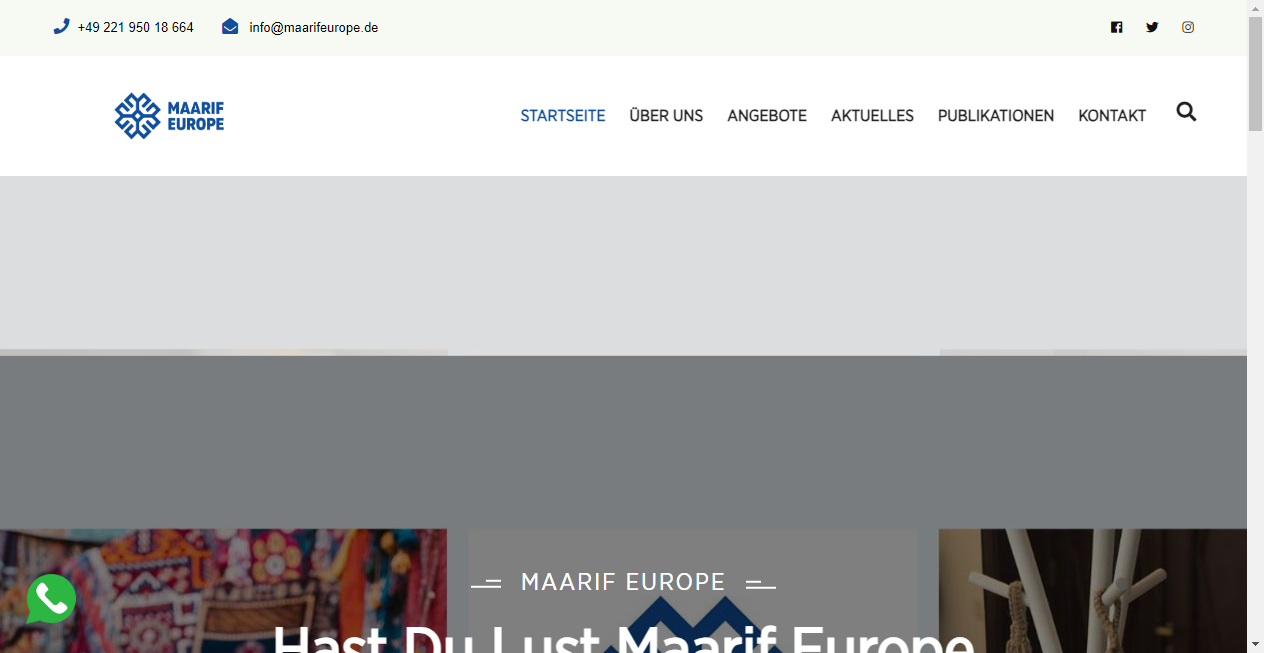 +49 221 950 18 664 info@maarifeurope.de
MAARIF
EUROPE
STARTSEITE ÜBER UNS ANGEBOTE AKTUELLES PUBLIKATIONEN KONTAKT
MAARIF EUROPE
Hast Du Lust Maarif Europe